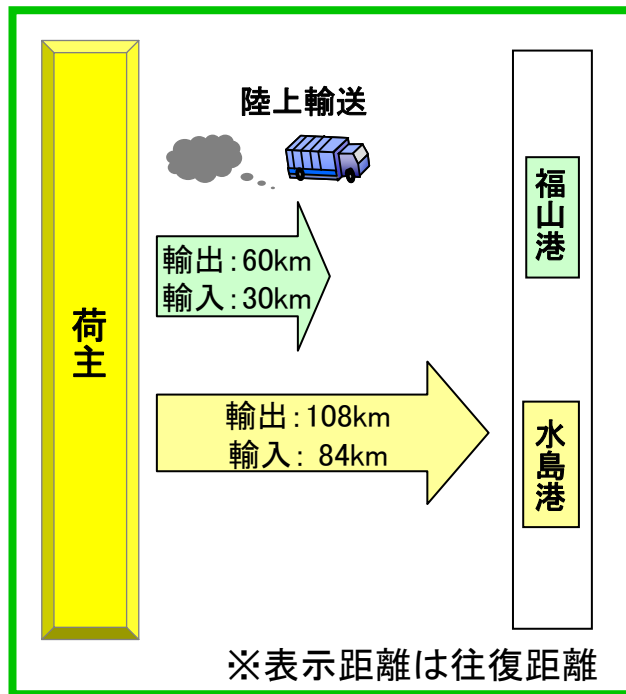 陸上輸送
荷主
輸出:60km
輸入:30km
福山港
輸出:108km
輸入: 84km
水島港
※表示距離は往復距離